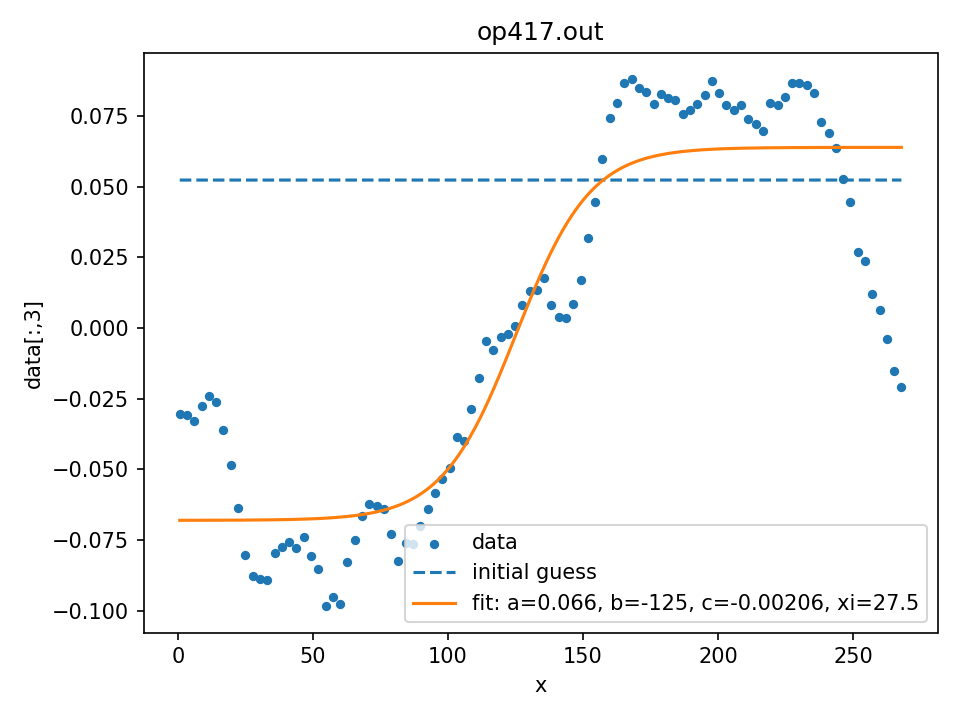 op417.out
data[:,3]
0.075
0.050
0.025
0.000
−0.025
−0.050
−0.075
−0.100
data
initial guess
fit: a=0.066, b=-125, c=-0.00206, xi=27.5
0 50 100 150 200 250
x